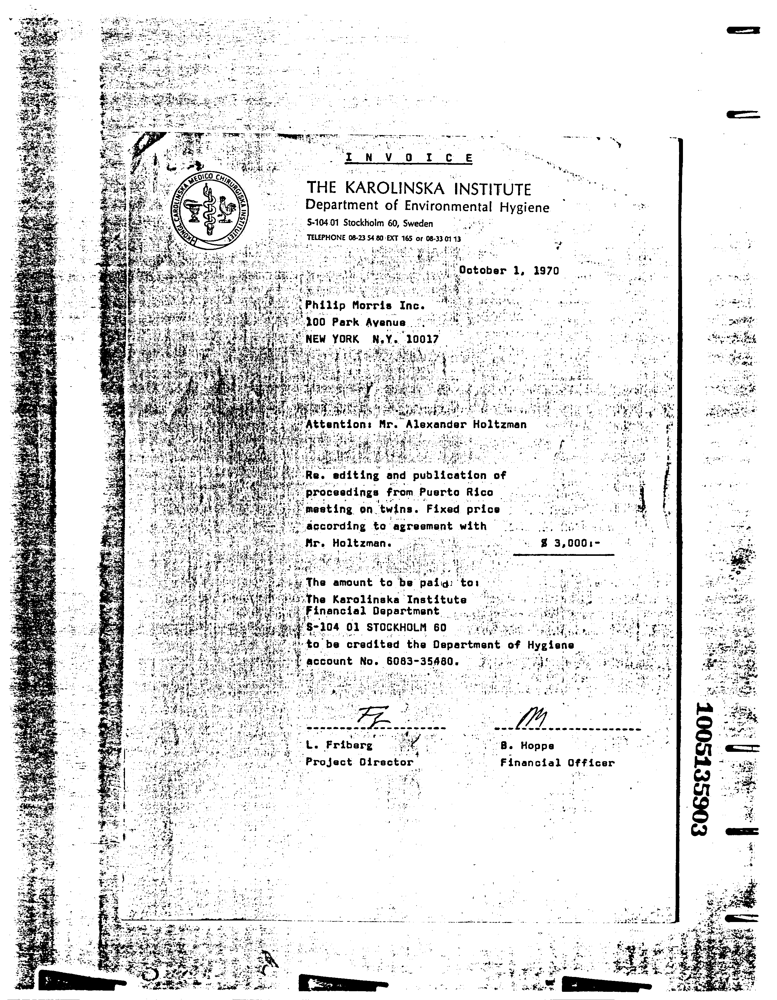 I N V O I C E
THE KAROLINSKA INSTITUTE
Department of Environmental Hygiene
S-104 01 Stockholm 60, Sweden
TELEPHONE 08-23 54 80 EXT 165 or 08-33 01 13
October 1, 1970
Philip Morris Inc.
100 Park Avenue
NEW YORK N.Y. 10017
Attention: Mr. Alexander Holtzman
Re. editing and publication of
proceedings from Puerto Rico
meeting on twins. Fixed price
according to agreement with
Mr. Holtzman. $ 3,000:-
The amount to be paid to:
The Karolinska Institute
Financial Department
S-104 01 STOCKHOLM 60
to be credited the Department of Hygiene
account No. 6083-35480.
L. Friberg B. Hoppe
Project Director Financial Officer
1005135903